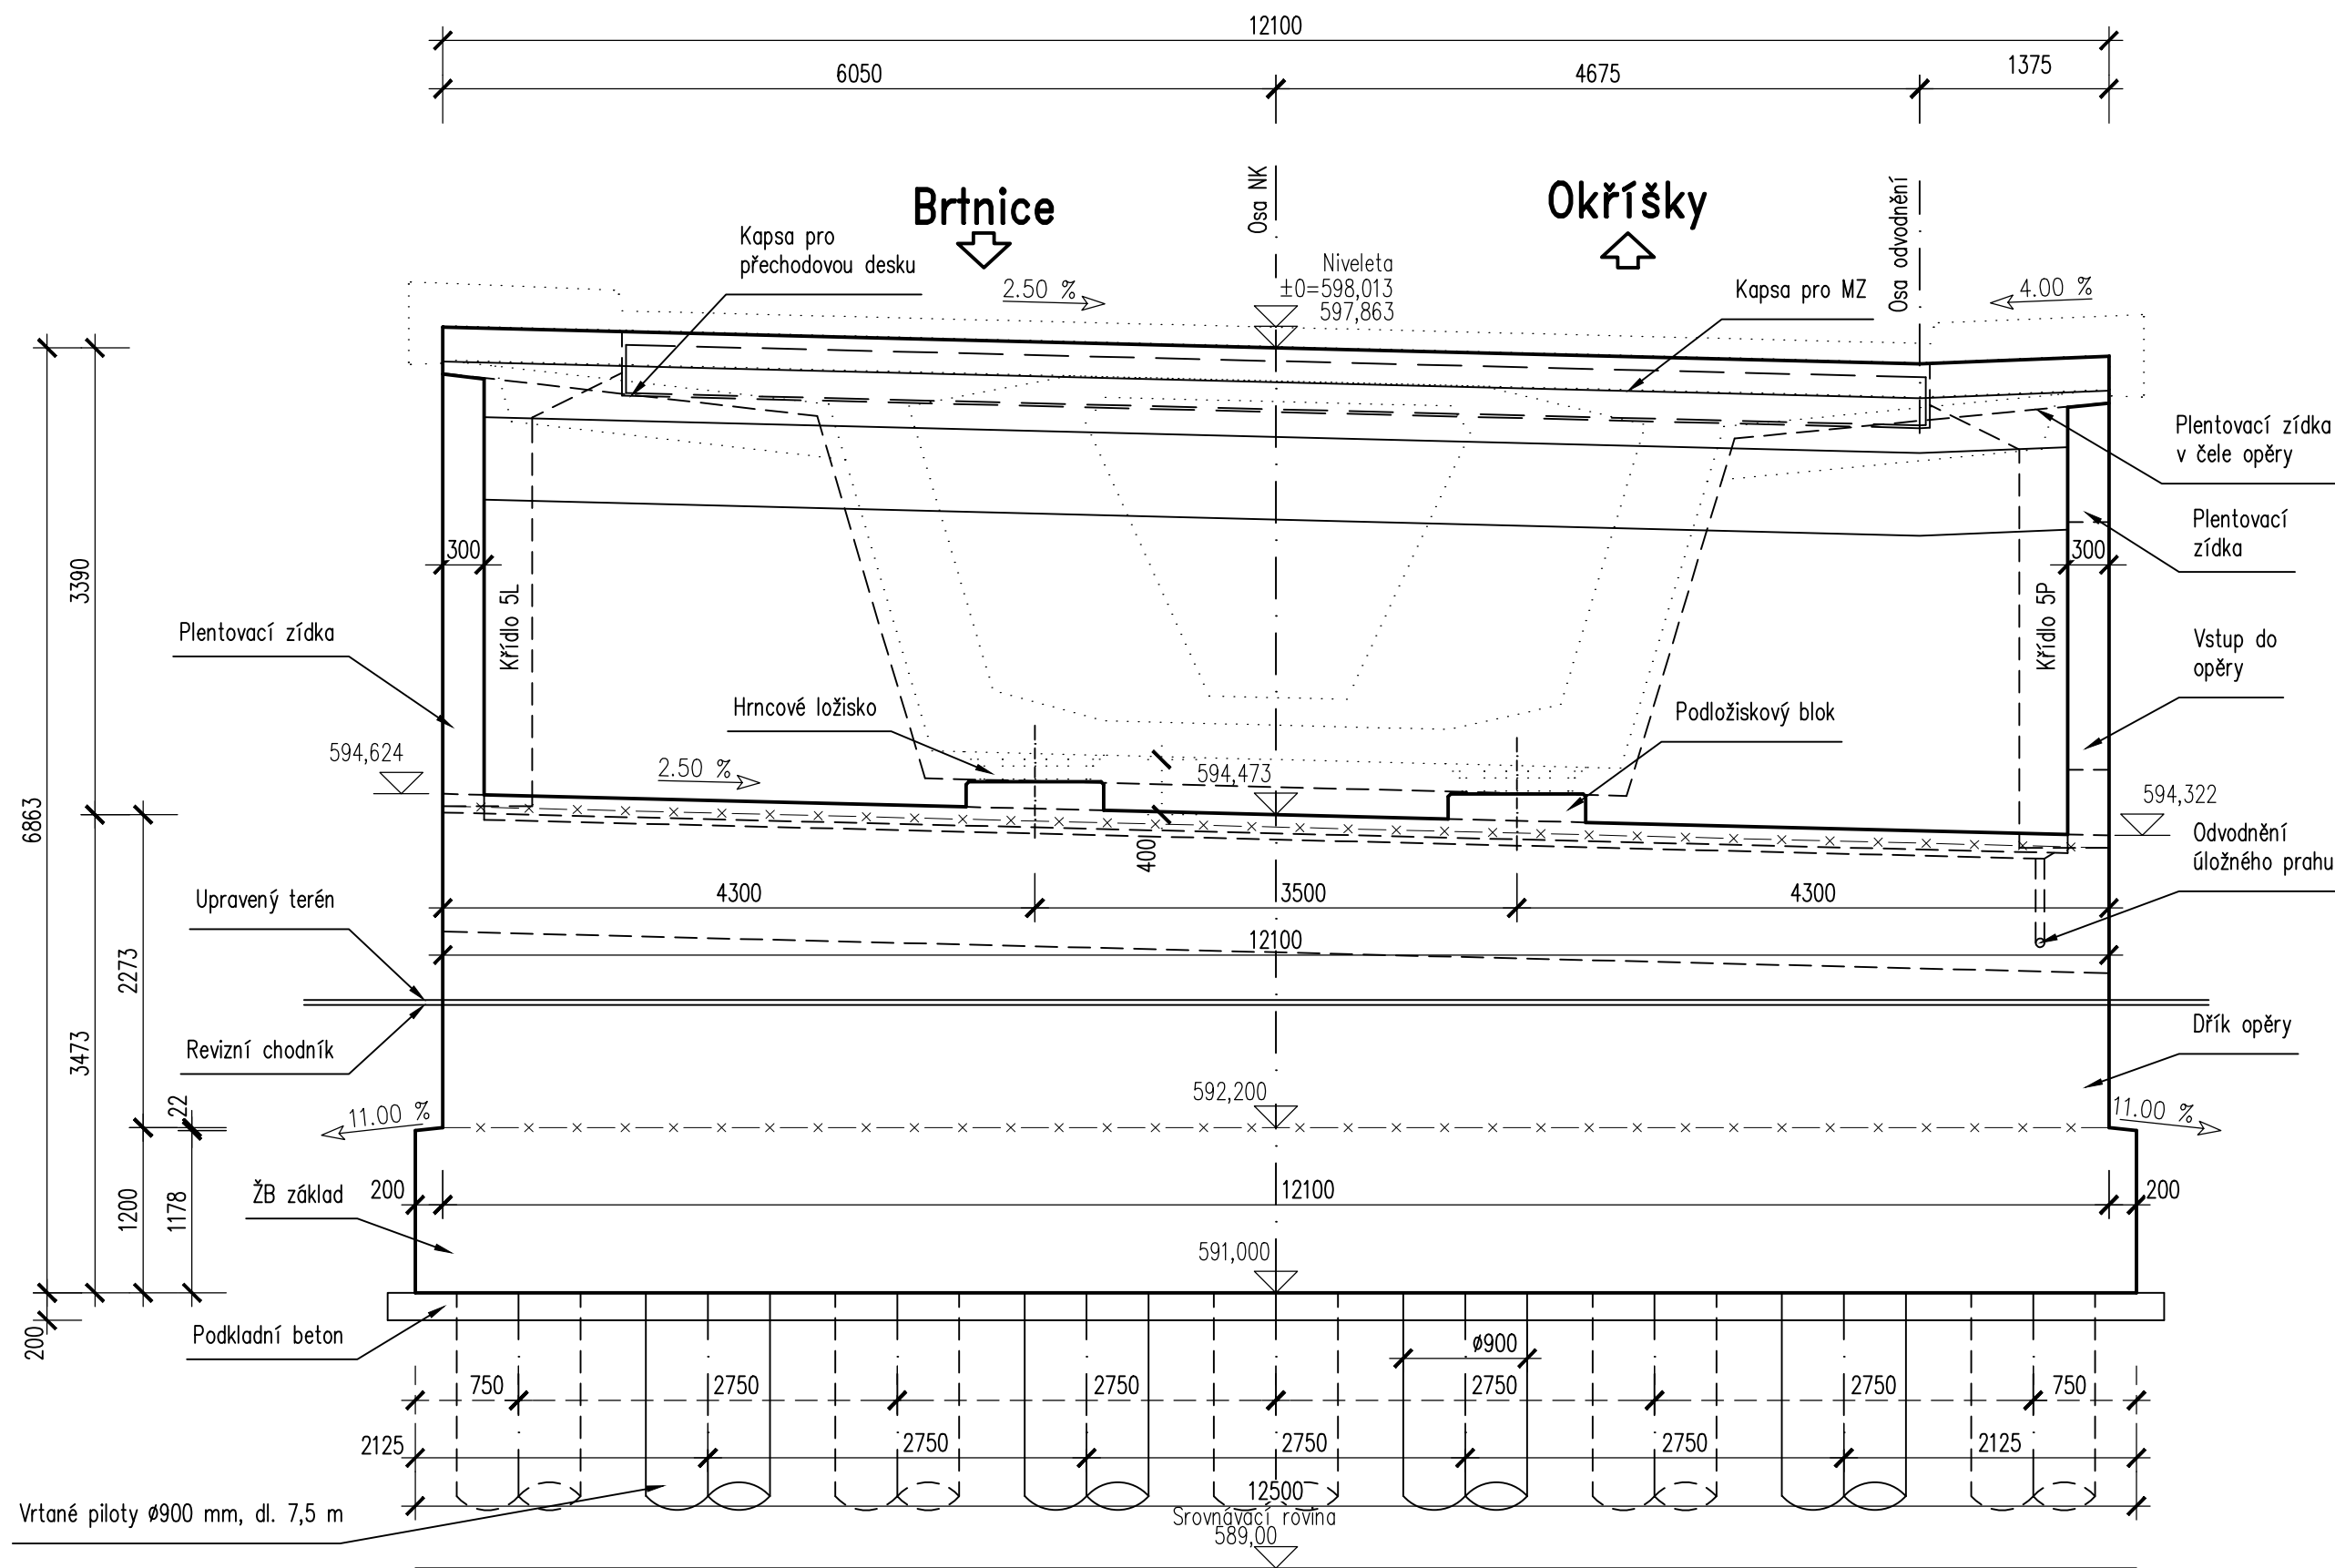 12100
6050
4675
1375
Osa NK
Osa odvodnění
Brtnice
Okříšky
Kapsa pro
přechodovou desku
2.50 %
Niveleta
±0=598,013
597,863
Kapsa pro MZ
4.00 %
Plentovací zídka
v čele opěry
Plentovací
zídka
300
300
3390
Křídlo 5L
Křídlo 5P
Plentovací zídka
Vstup do
opěry
Hrncové ložisko
Podložiskový blok
594,624
2.50 %
594,473
594,322
6863
Odvodnění
úložného prahu
400
4300
3500
4300
Upravený terén
12100
2273
3473
Revizní chodník
Dřík opěry
592,200
22
11.00 %
11.00 %
ŽB základ
200
12100
200
1200
1178
591,000
Podkladní beton
200
ø900
750
2750
2750
2750
2750
750
2125
2750
2750
2750
2125
12500
Vrtané piloty Ø900 mm, dl. 7,5 m
Srovnávací rovina
589,00